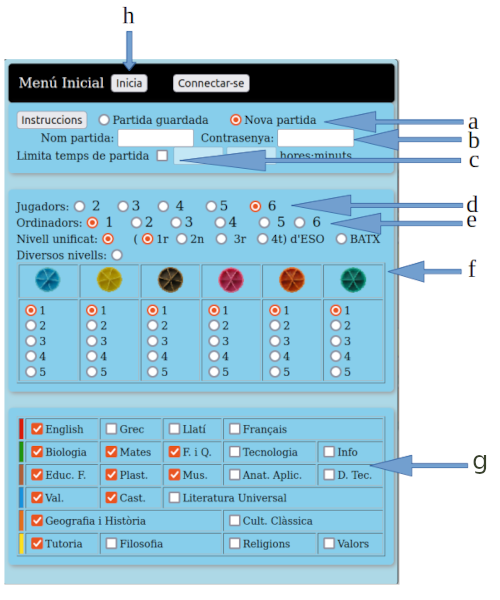 h
Menú Inicial Inicia Connectar-se
Instruccions Partida guardada Nova partida a
Nom partida: Contrasenya: b
Limita temps de partida hores:minuts c
Jugadors: 2 3 4 5 6 d
Ordinadors: 1 2 3 4 5 6 e
Nivell unificat: ( 1r 2n 3r 4t) d'ESO BATX
Diversos nivells:
f
1 1 1 1 1 1
2 2 2 2 2 2
3 3 3 3 3 3
4 4 4 4 4 4
5 5 5 5 5 5
English Grec Llatí Français
Biologia Mates F. i Q. Tecnologia Info
g
Educ. F. Plast. Mus. Anat. Aplic. D. Tec.
Val. Cast. Literatura Universal
Geografia i Història Cult. Clàssica
Tutoria Filosofia Religions Valors